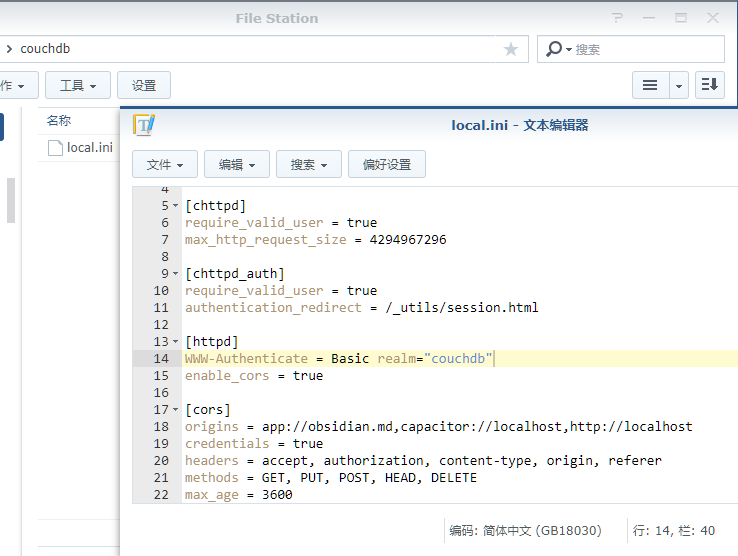 File Station
couchdb
搜索
作
工具
设置
名称
local.ini
local.ini - 文本编辑器
文件
编辑
搜索
偏好设置
4
5 [chttpd]
6 require_valid_user = true
7 max_http_request_size = 4294967296
8
9 [chttpd_auth]
10 require_valid_user = true
11 authentication_redirect = /_utils/session.html
12
13 [httpd]
14 WWW-Authenticate = Basic realm="couchdb"
15 enable_cors = true
16
17 [cors]
18 origins = app://obsidian.md,capacitor://localhost,http://localhost
19 credentials = true
20 headers = accept, authorization, content-type, origin, referer
21 methods = GET, PUT, POST, HEAD, DELETE
22 max_age = 3600
编码: 简体中文 (GB18030)
行: 14, 栏: 40